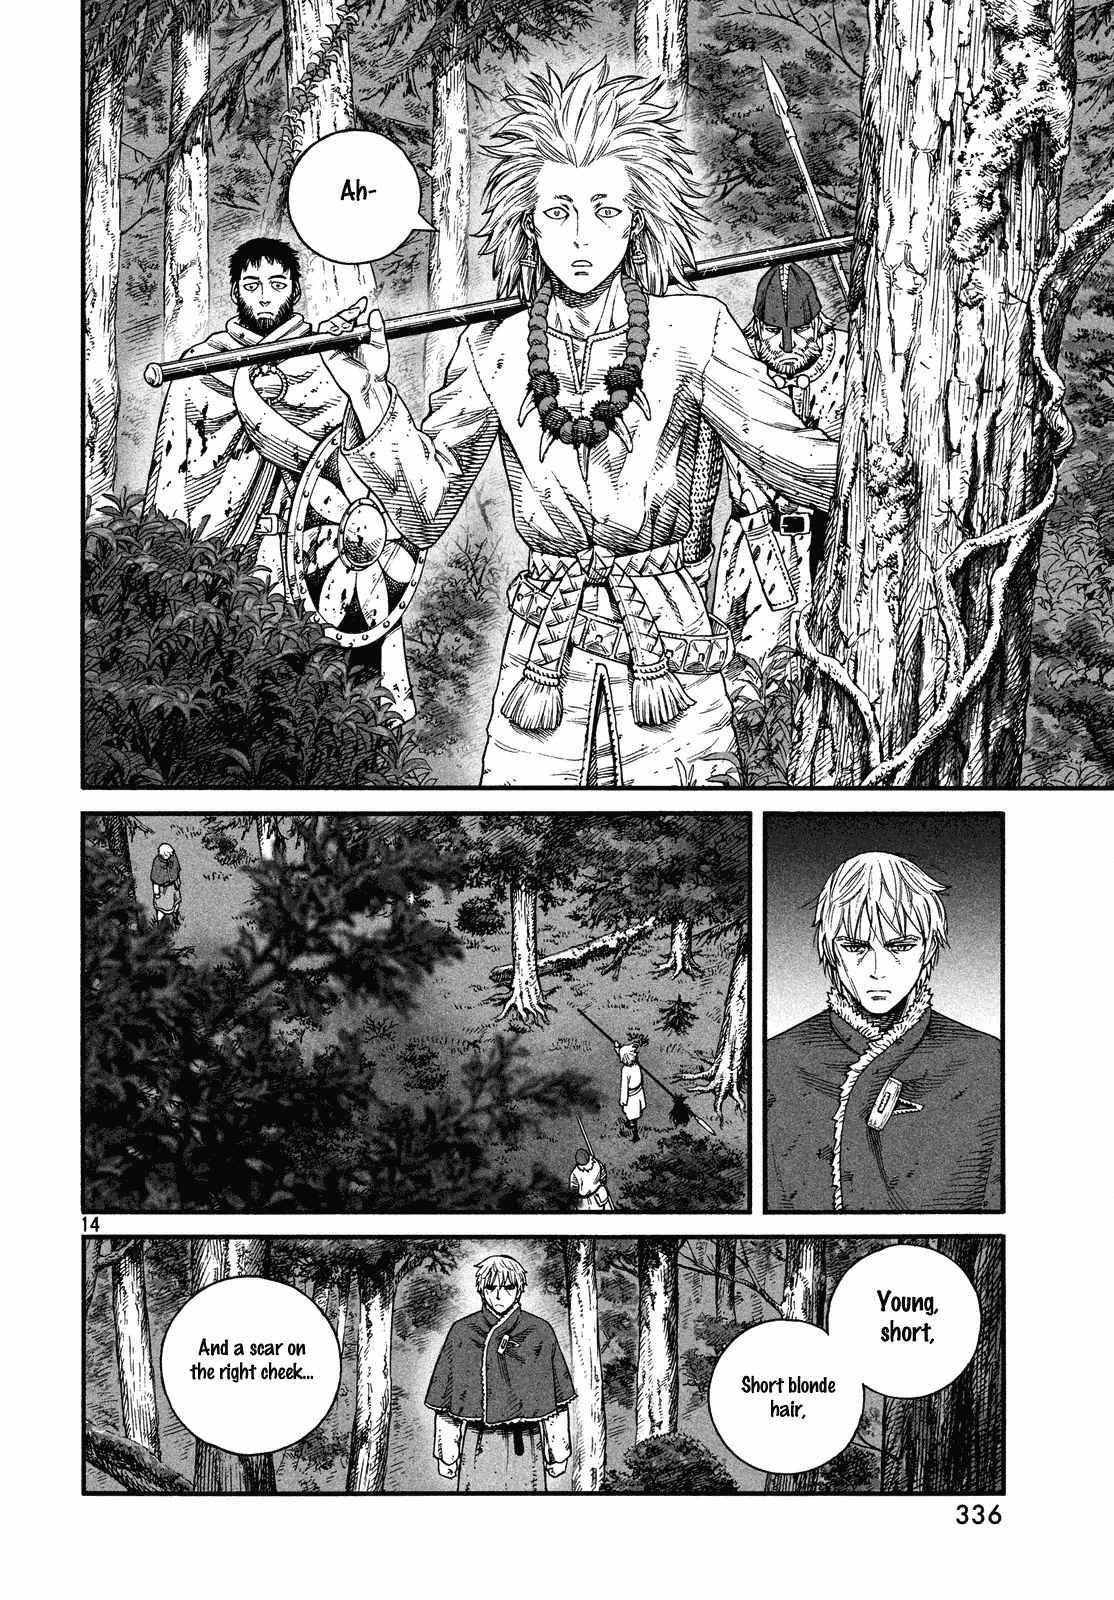 Ah-
14
Young,
short,
Short blonde
hair,
And a scar on
the right cheek...
336